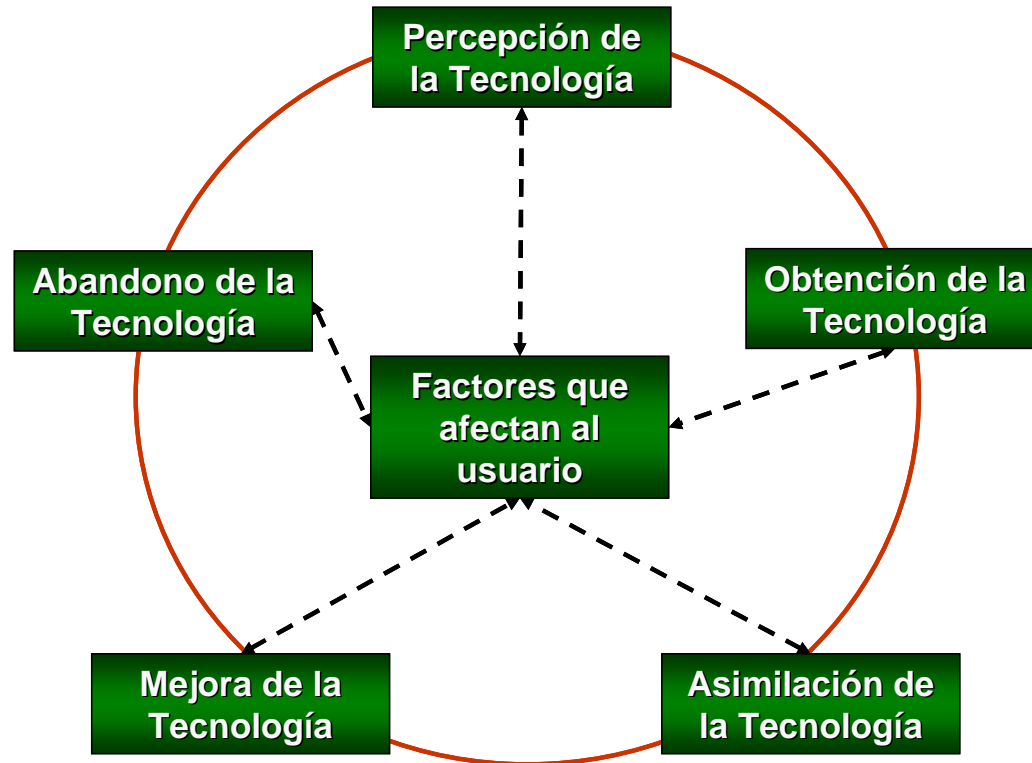 Percepción de
la Tecnología
Abandono de la
Tecnología
Obtención de la
Tecnología
Factores que
afectan al
usuario
Mejora de la
Tecnología
Asimilación de
la Tecnología